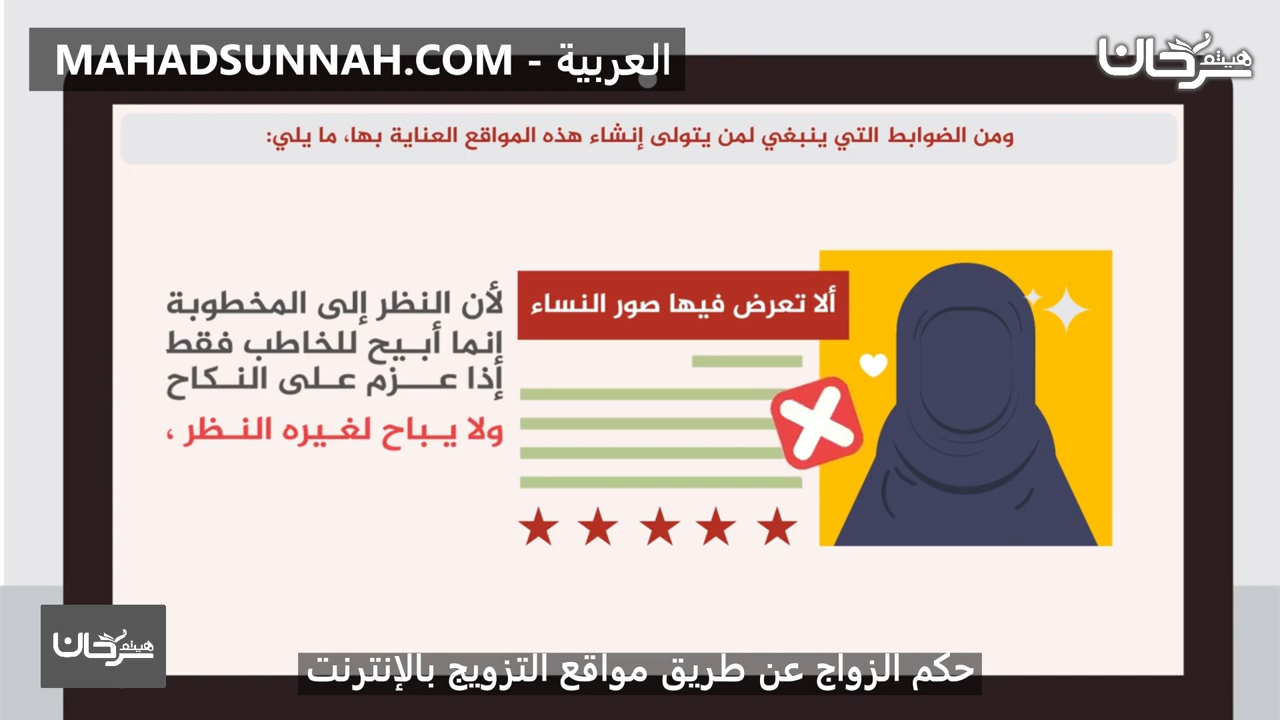 MAHADSUNNAH.COM - العربية
هيثم سرحان
ومن الضوابط التي ينبغي لمن يتولى إنشاء هذه المواقع العناية بها، ما يلي:
ألا تعرض فيها صور النساء
لأن النظر إلى المخطوبة
إنما أبيح للخاطب فقط
إذا عزم على النكاح
ولا يباح لغيره النظر ،
هيثم سرحان
حكم الزواج عن طريق مواقع التزويج بالإنترنت